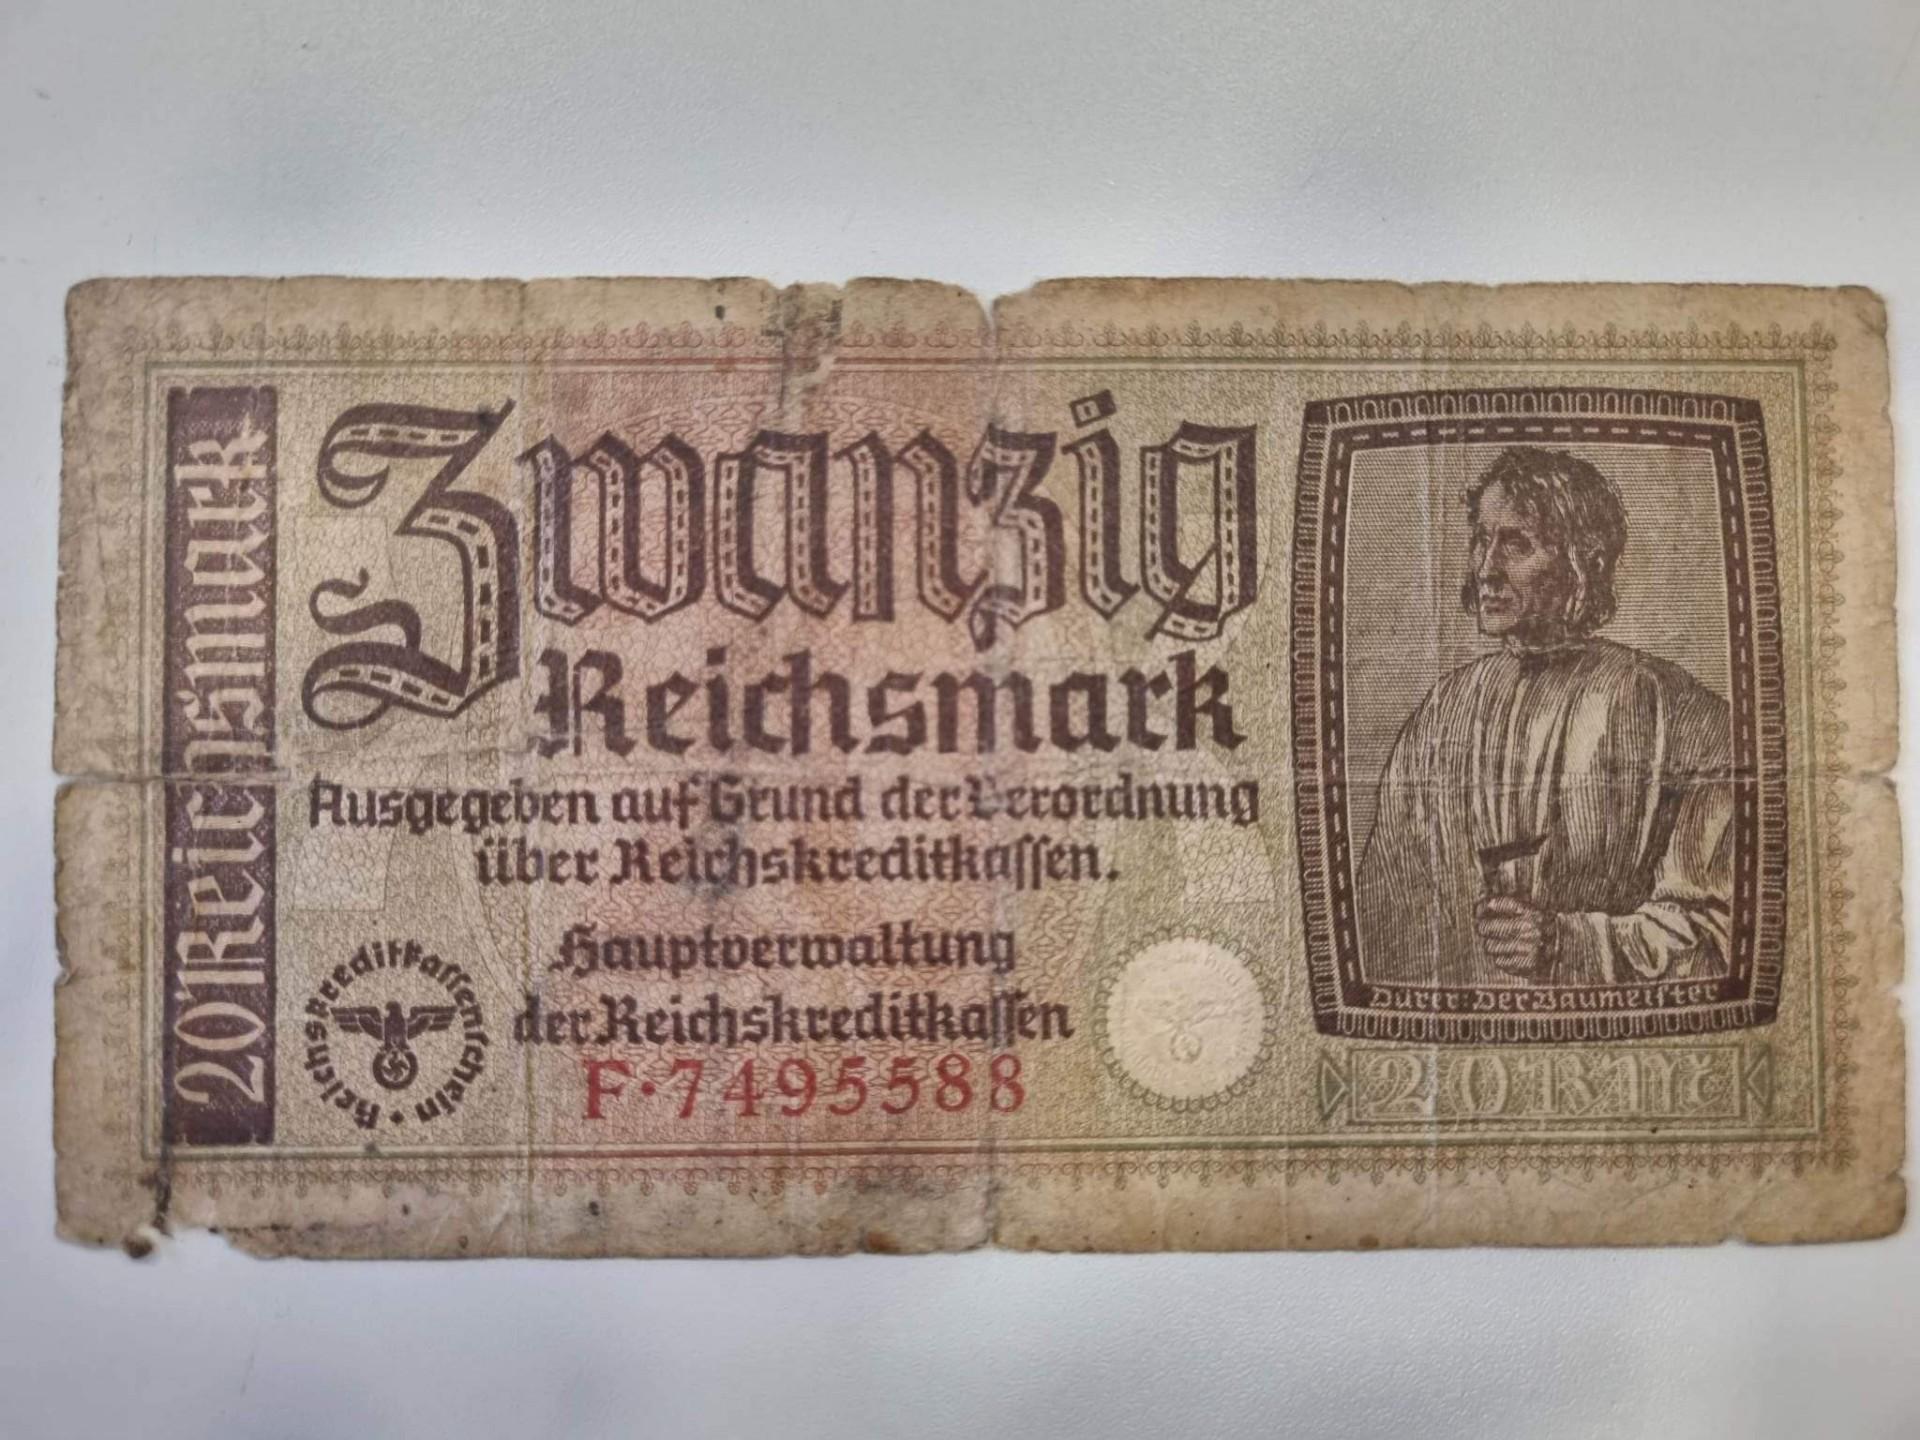 20 Reichsmark
Zwanzig
Reichsmark
Ausgegeben auf Grund der Verordnung
über Reichskreditkassen.
Hauptverwaltung
der Reichskreditkassen
F·7495588
Reichskreditkassenschein ·
Dürer: Der Baumeister
20 RM